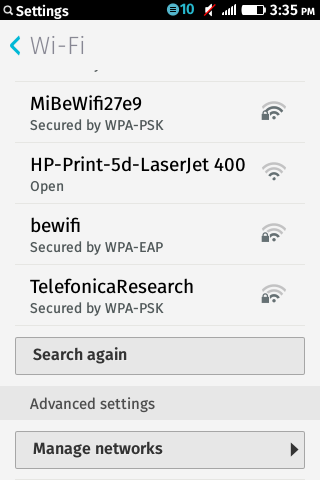 Settings 10 3:35 PM
Wi-Fi
MiBeWifi27e9
Secured by WPA-PSK
HP-Print-5d-LaserJet 400
Open
bewifi
Secured by WPA-EAP
TelefonicaResearch
Secured by WPA-PSK
Search again
Advanced settings
Manage networks